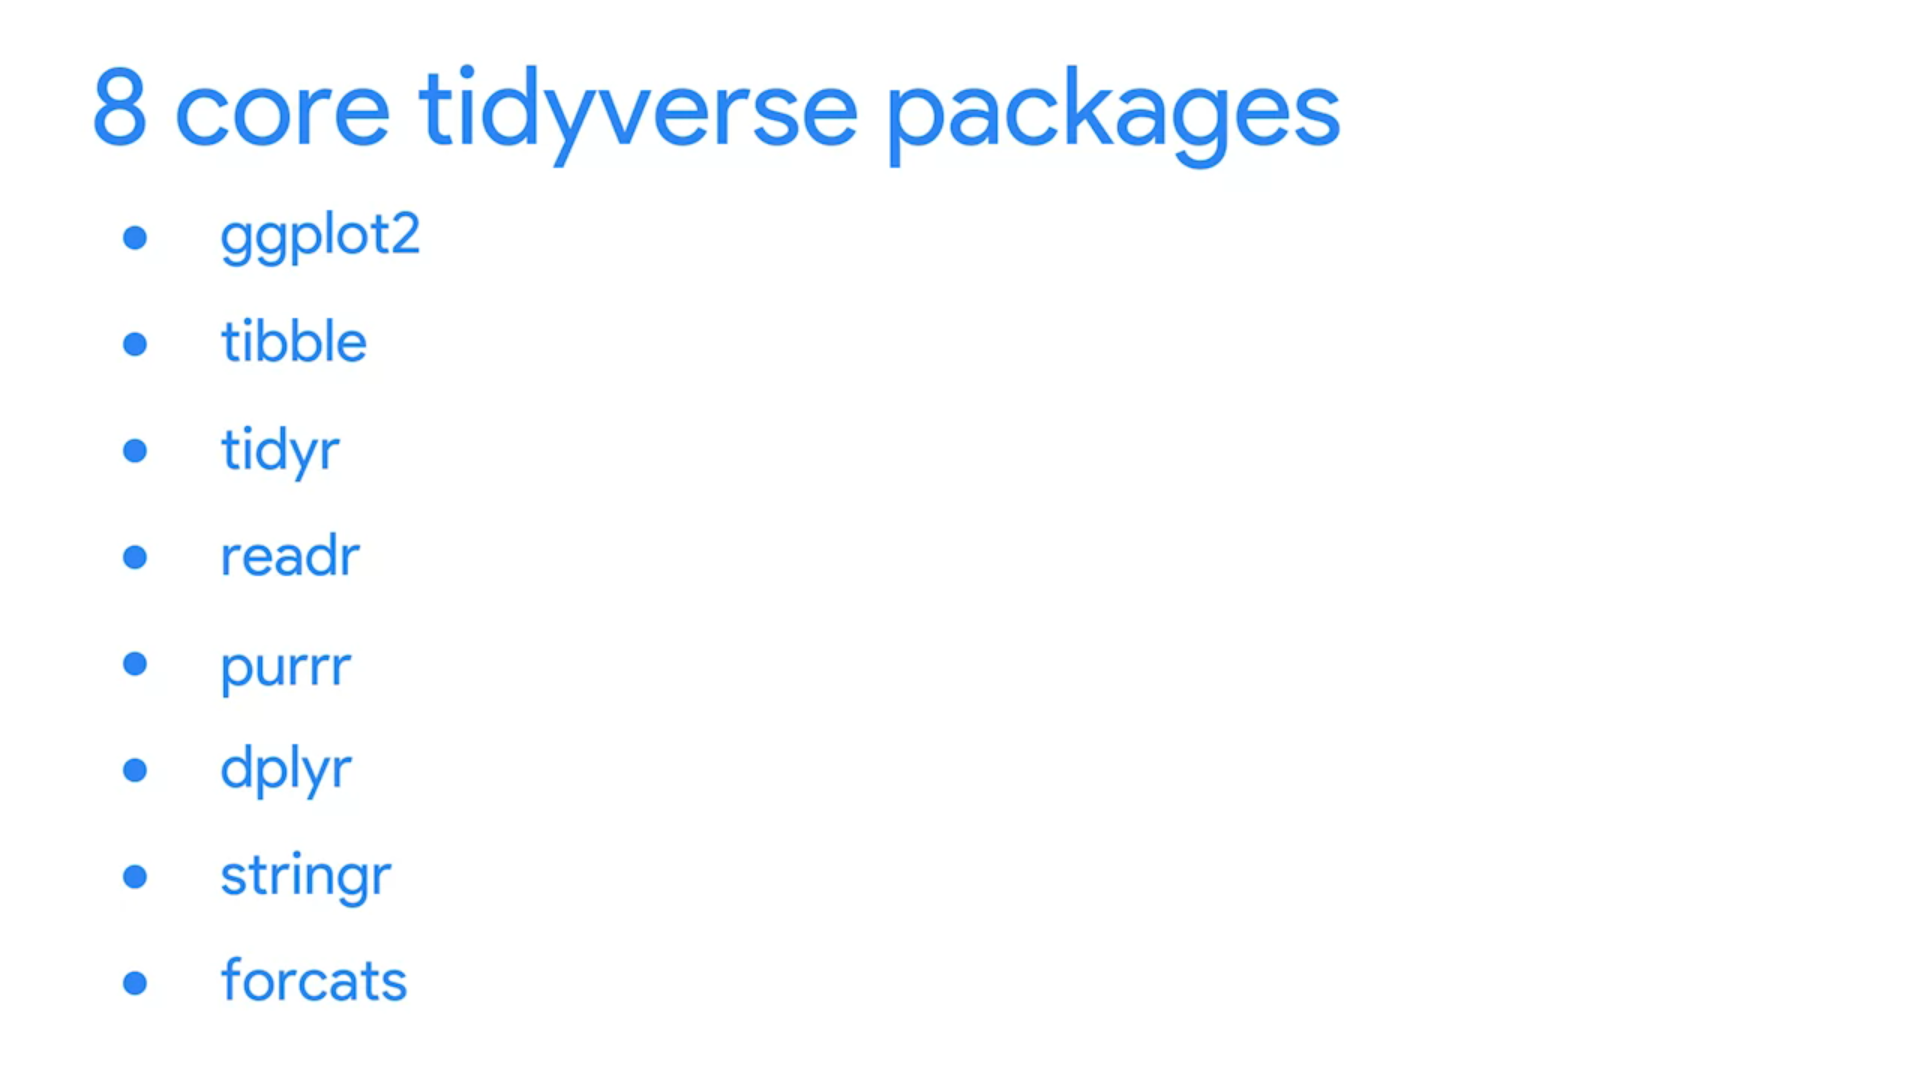 8 core tidyverse packages
● ggplot2
● tibble
● tidyr
● readr
● purrr
● dplyr
● stringr
● forcats